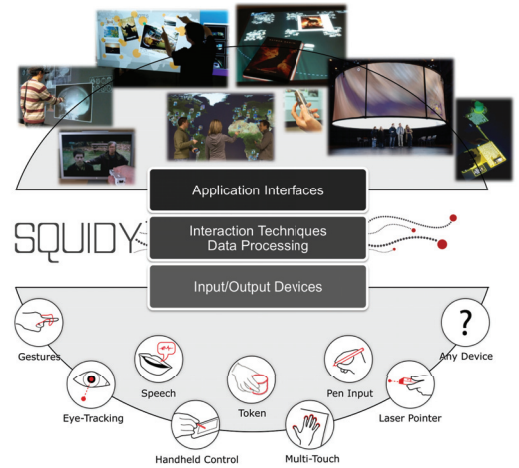 Application Interfaces
SQUIDY
Interaction Techniques
Data Processing
Input/Output Devices
Gestures
Eye-Tracking
Speech
Handheld Control
Token
Multi-Touch
Pen Input
Laser Pointer
?
Any Device